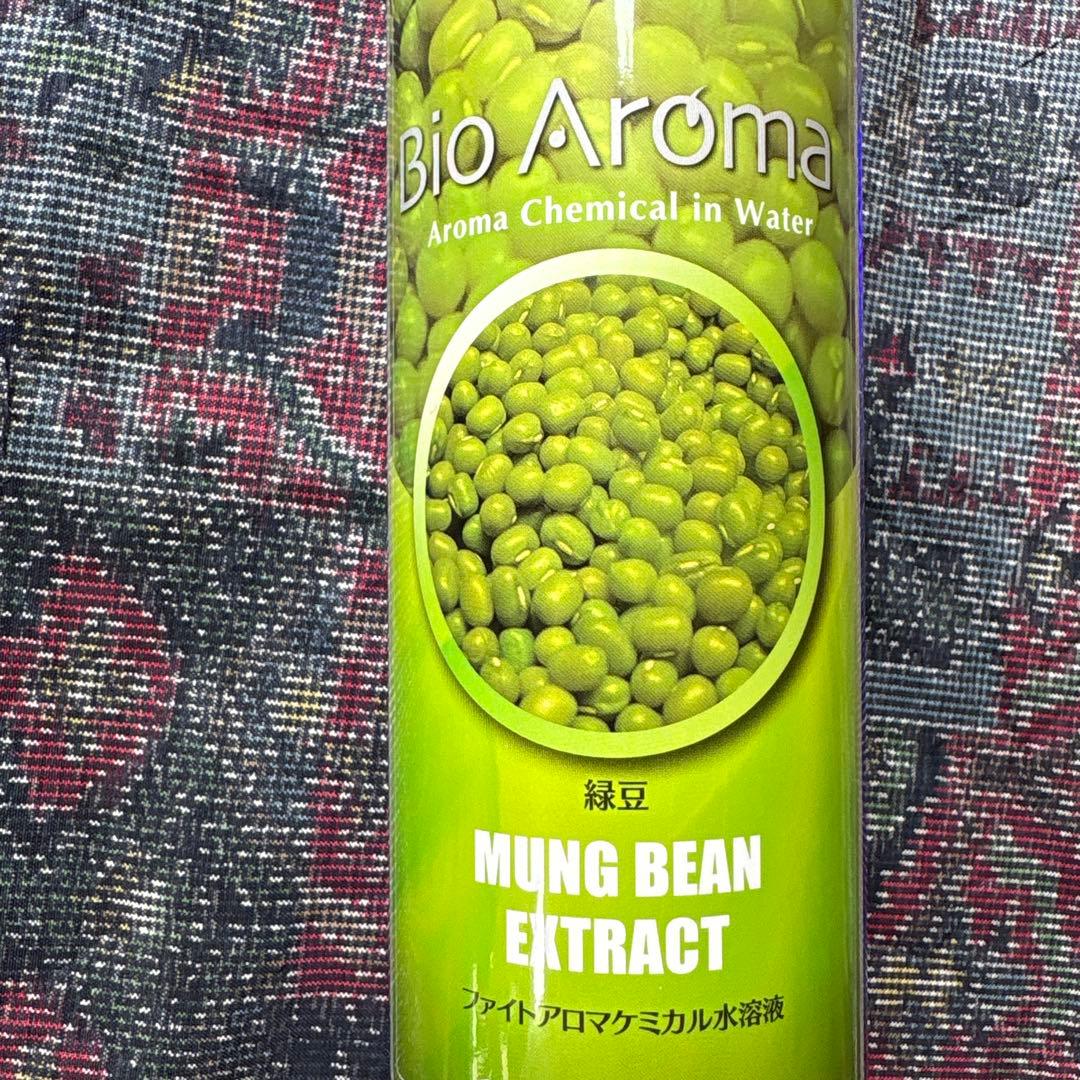 Bio Aroma
Aroma Chemical in Water
緑豆
MUNG BEAN
EXTRACT
ファイトアロマケミカル水溶液